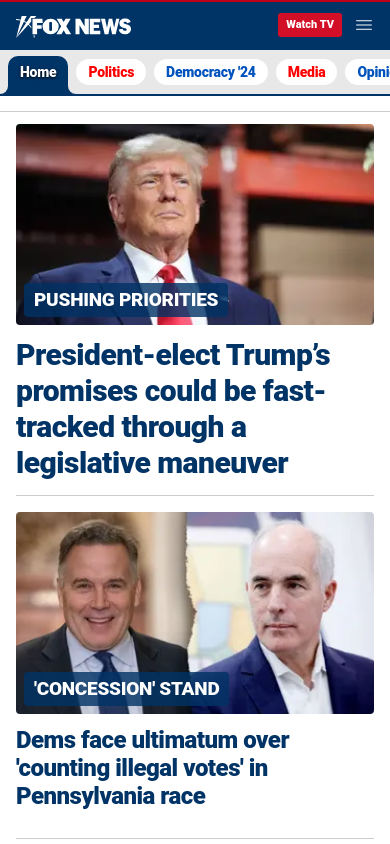 FOX NEWS
Watch TV
Home
Politics
Democracy '24
Media
Opini
PUSHING PRIORITIES
President-elect Trump’s
promises could be fast-
tracked through a
legislative maneuver
'CONCESSION' STAND
Dems face ultimatum over
'counting illegal votes' in
Pennsylvania race